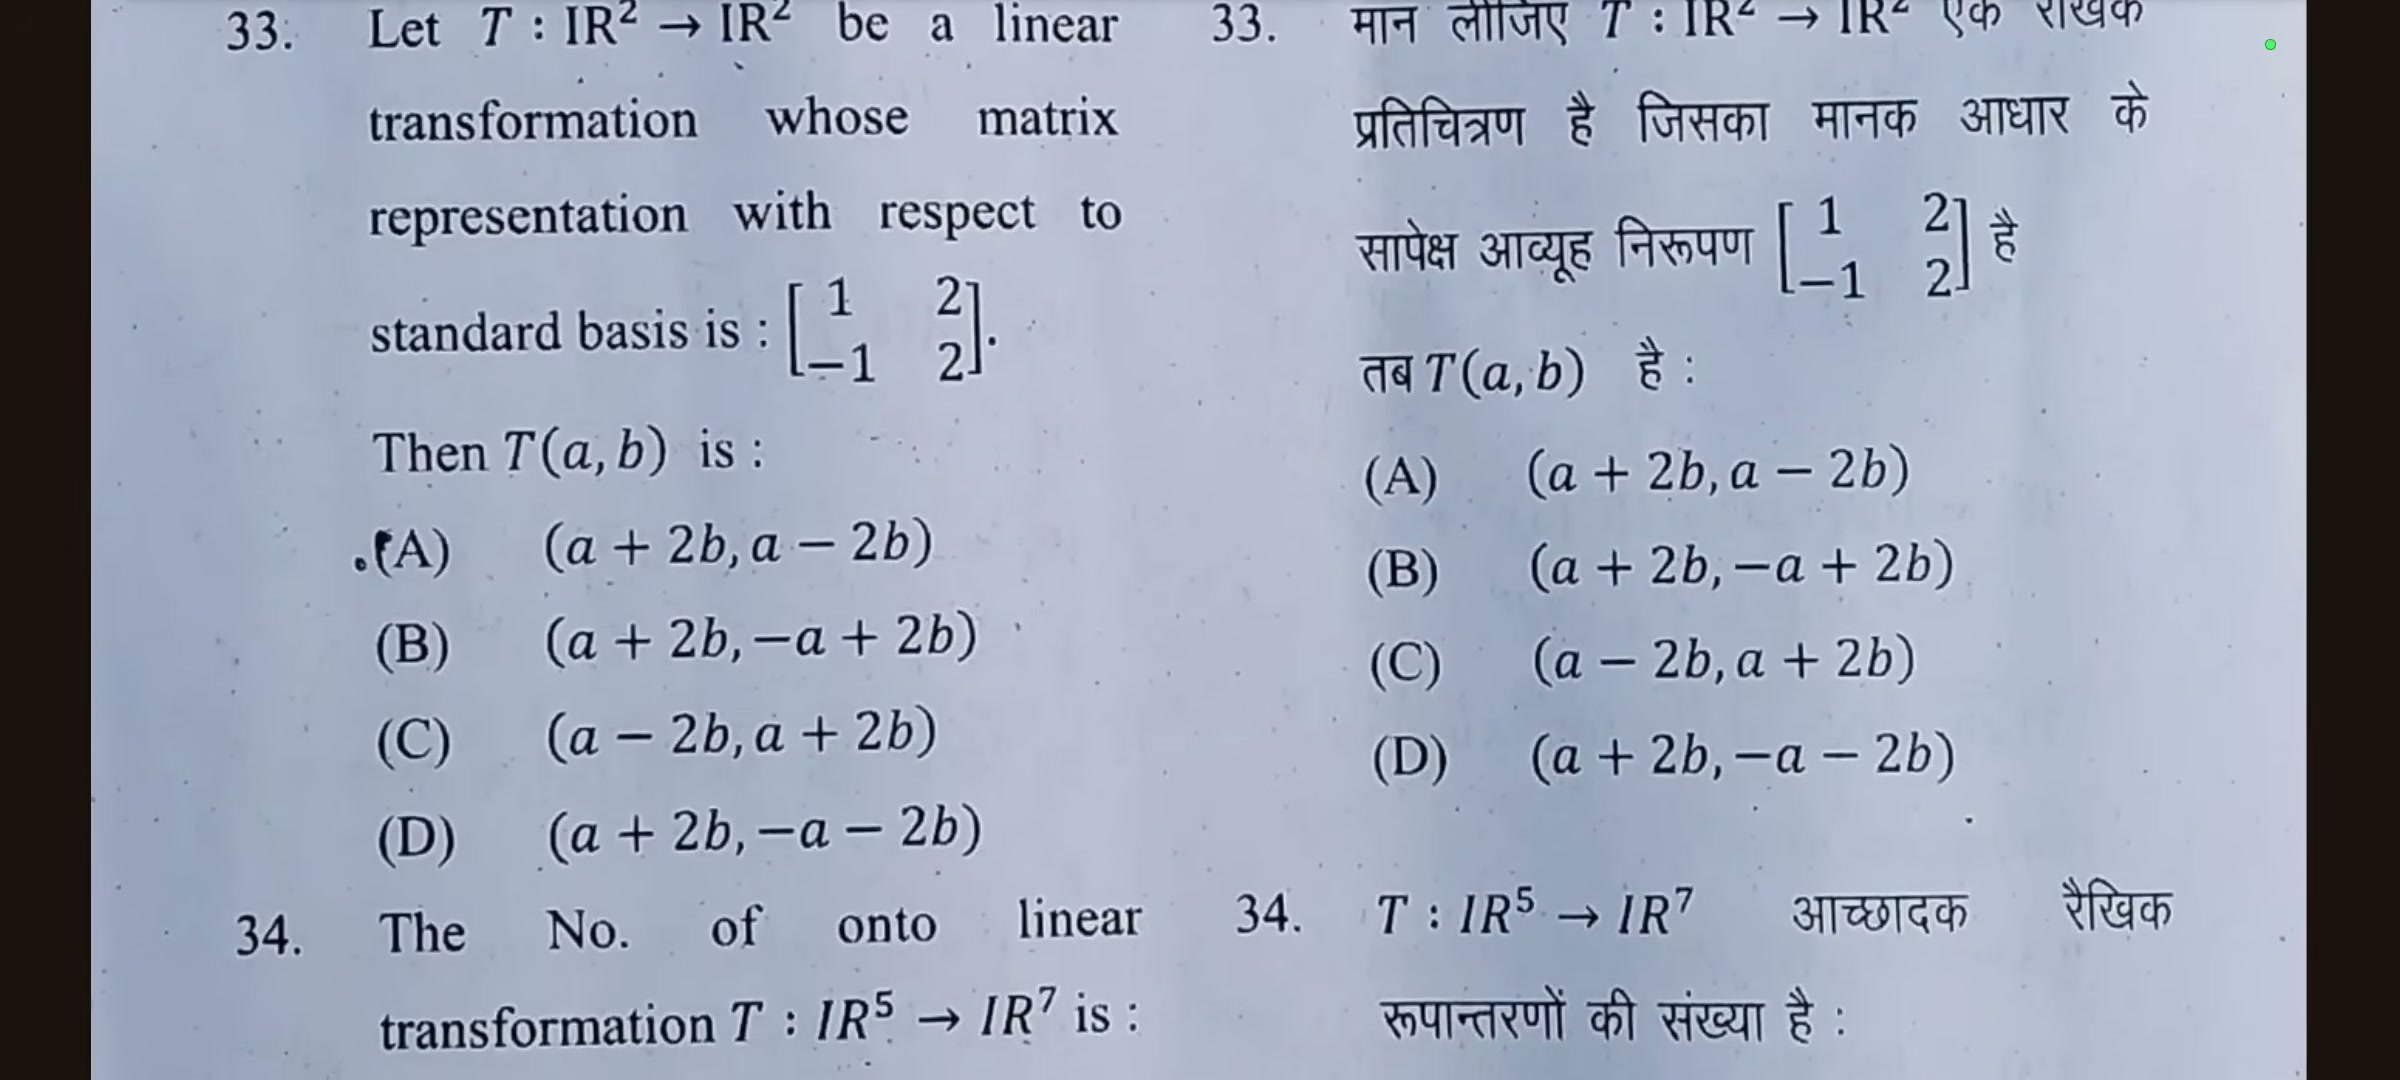 33. Let T : IR² → IR² be a linear
transformation whose matrix
representation with respect to
standard basis is : [ 1 2
−1 2 ].
Then T(a, b) is :
(A) (a + 2b, a − 2b)
(B) (a + 2b, −a + 2b)
(C) (a − 2b, a + 2b)
(D) (a + 2b, −a − 2b)
34. The No. of onto linear
transformation T : IR⁵ → IR⁷ is :
33. मान लीजिए T : IR² → IR² एक रैखिक
प्रतिचित्रण है जिसका मानक आधार के
सापेक्ष आव्यूह निरूपण [ 1 2
−1 2 ] है
तब T(a, b) है :
(A) (a + 2b, a − 2b)
(B) (a + 2b, −a + 2b)
(C) (a − 2b, a + 2b)
(D) (a + 2b, −a − 2b)
34. T : IR⁵ → IR⁷ आच्छादक रैखिक
रूपान्तरणों की संख्या है :